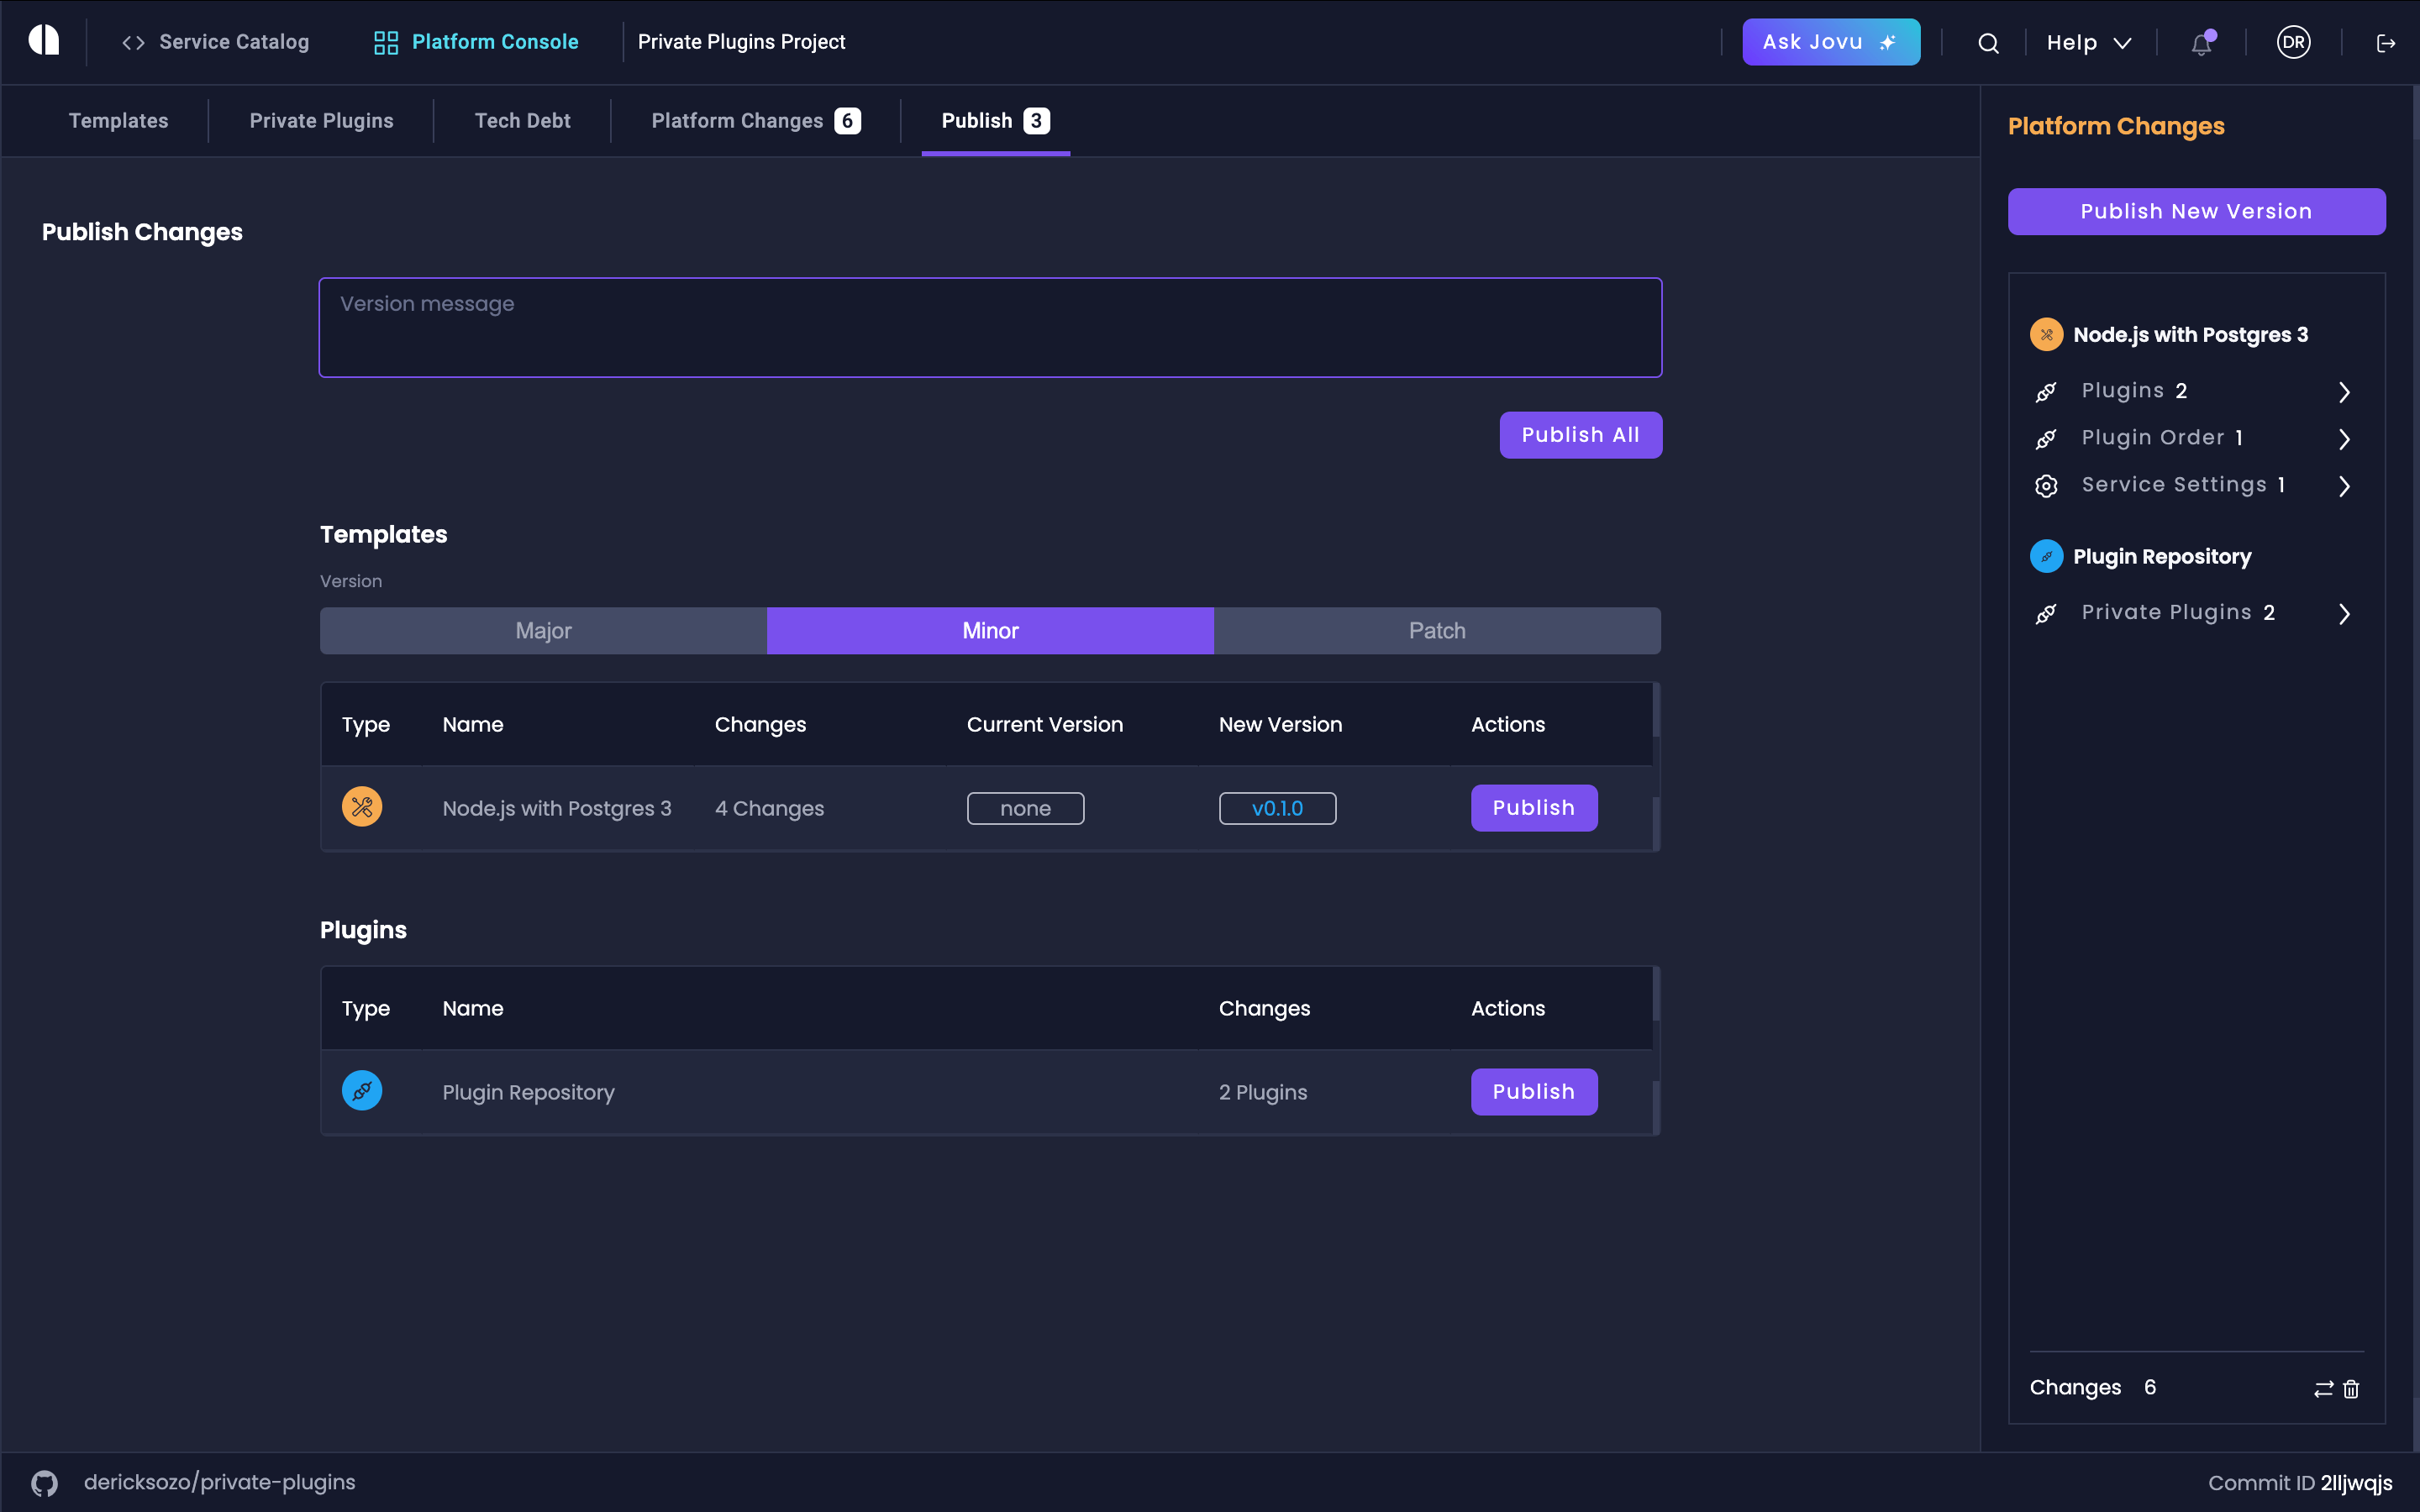 Service Catalog
Platform Console
Private Plugins Project
Ask Jovu
Help
DR
Templates
Private Plugins
Tech Debt
Platform Changes 6
Publish 3
Publish Changes
Version message
Publish All
Templates
Version
Major
Minor
Patch
Type Name Changes Current Version New Version Actions
Node.js with Postgres 3 4 Changes none v0.1.0 Publish
Plugins
Type Name Changes Actions
Plugin Repository 2 Plugins Publish
Platform Changes
Publish New Version
Node.js with Postgres 3
Plugins 2
Plugin Order 1
Service Settings 1
Plugin Repository
Private Plugins 2
Changes 6
dericksozo/private-plugins
Commit ID 2lljwqjs